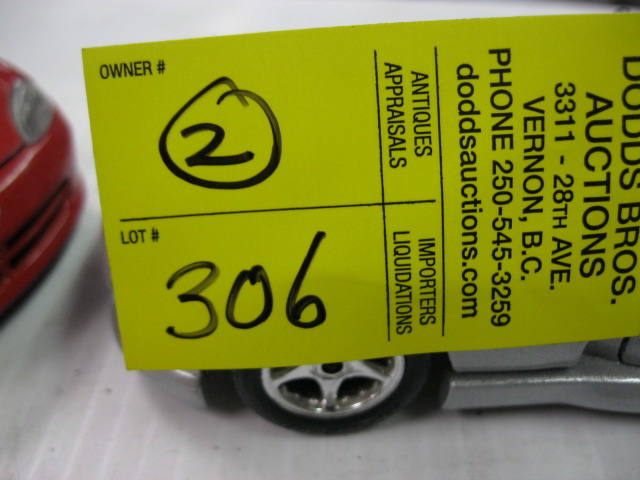 OWNER #
2
LOT #
306
ANTIQUES
APPRAISALS
IMPORTERS
LIQUIDATIONS
DODDS BROS.
AUCTIONS
3311 - 28TH AVE.
VERNON, B.C.
PHONE 250-545-3259
doddsauctions.com